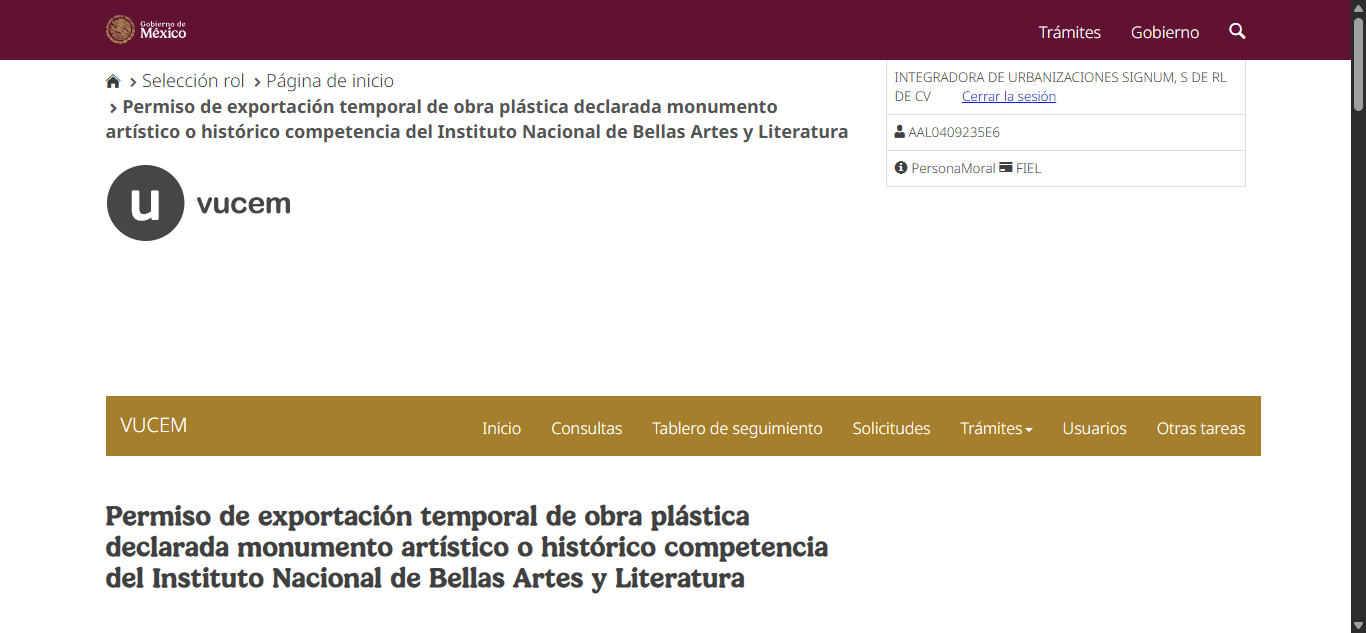 Gobierno de
México
Trámites Gobierno
Selección rol Página de inicio
Permiso de exportación temporal de obra plástica declarada monumento
artístico o histórico competencia del Instituto Nacional de Bellas Artes y Literatura
INTEGRADORA DE URBANIZACIONES SIGNUM, S DE RL
DE CV Cerrar la sesión
AAL0409235E6
PersonaMoral FIEL
u vucem
VUCEM Inicio Consultas Tablero de seguimiento Solicitudes Trámites Usuarios Otras tareas
Permiso de exportación temporal de obra plástica
declarada monumento artístico o histórico competencia
del Instituto Nacional de Bellas Artes y Literatura